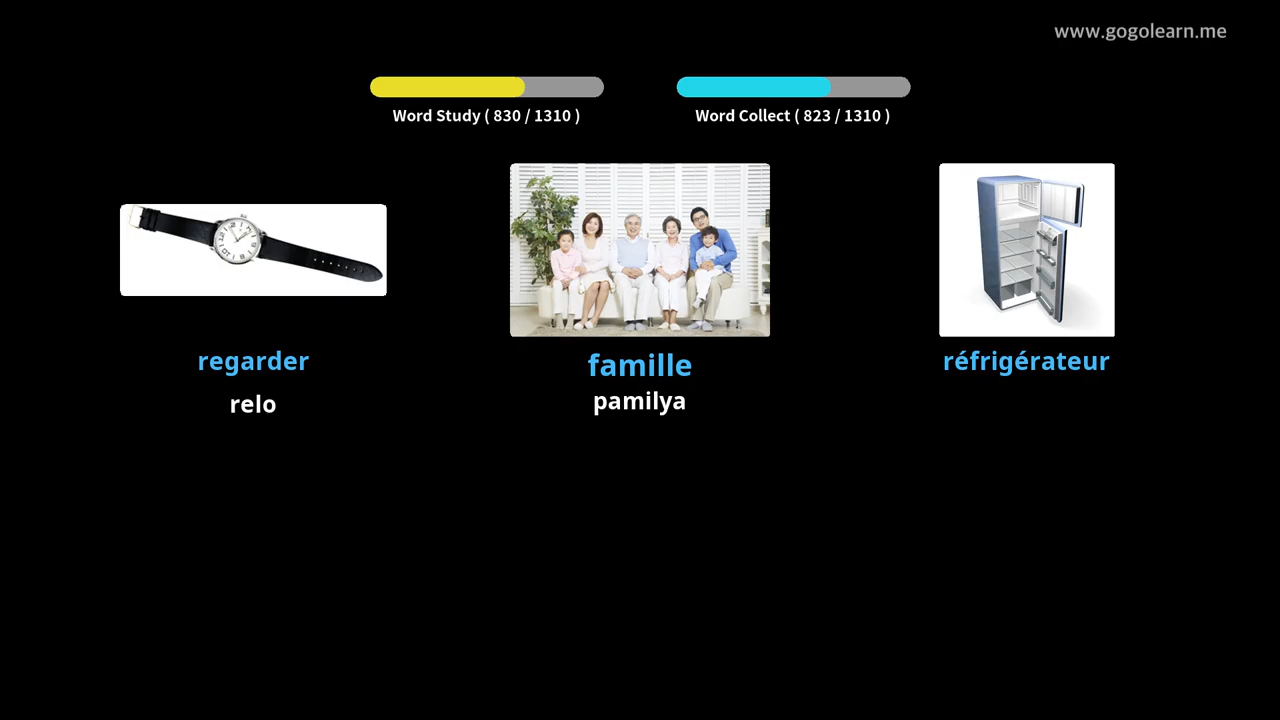 www.gogolearn.me
Word Study ( 830 / 1310 )
Word Collect ( 823 / 1310 )
regarder
relo
famille
pamilya
réfrigérateur